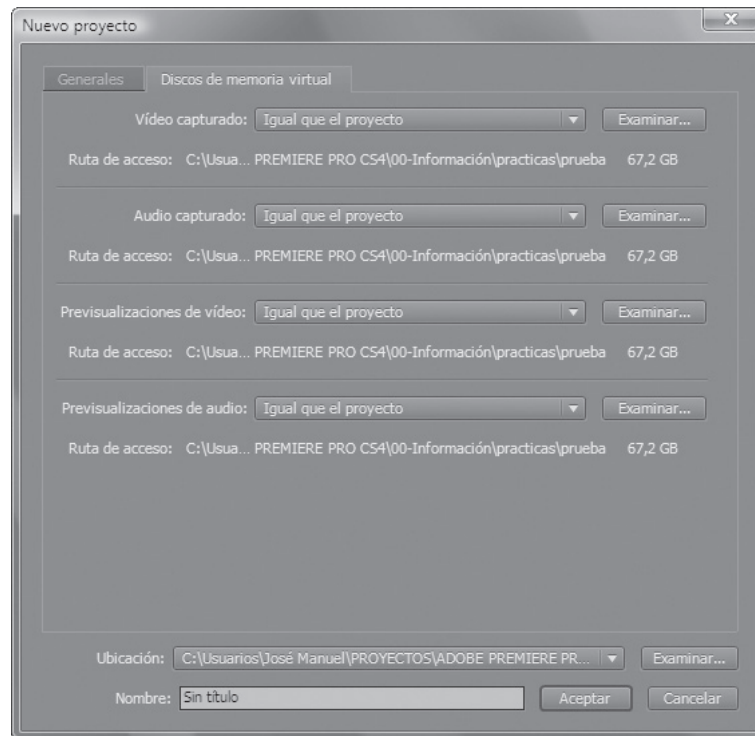 Nuevo proyecto
Generales Discos de memoria virtual
Vídeo capturado: Igual que el proyecto Examinar...
Ruta de acceso: C:\Usua... PREMIERE PRO CS4\00-Información\practicas\prueba 67,2 GB
Audio capturado: Igual que el proyecto Examinar...
Ruta de acceso: C:\Usua... PREMIERE PRO CS4\00-Información\practicas\prueba 67,2 GB
Previsualizaciones de vídeo: Igual que el proyecto Examinar...
Ruta de acceso: C:\Usua... PREMIERE PRO CS4\00-Información\practicas\prueba 67,2 GB
Previsualizaciones de audio: Igual que el proyecto Examinar...
Ruta de acceso: C:\Usua... PREMIERE PRO CS4\00-Información\practicas\prueba 67,2 GB
Ubicación: C:\Usuarios\José Manuel\PROYECTOS\ADOBE PREMIERE PR... Examinar...
Nombre: Sin título Aceptar Cancelar